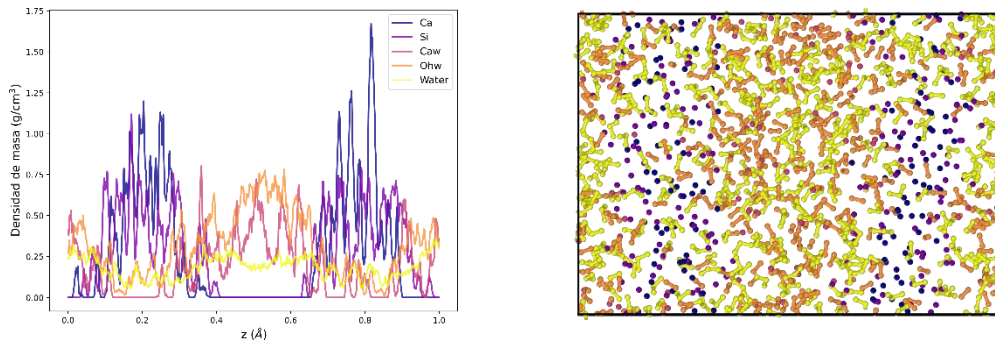 Densidad de masa (g/cm³)
1.75
1.50
1.25
1.00
0.75
0.50
0.25
0.00
Ca
Si
Caw
Ohw
Water
0.0 0.2 0.4 0.6 0.8 1.0
z (Å)